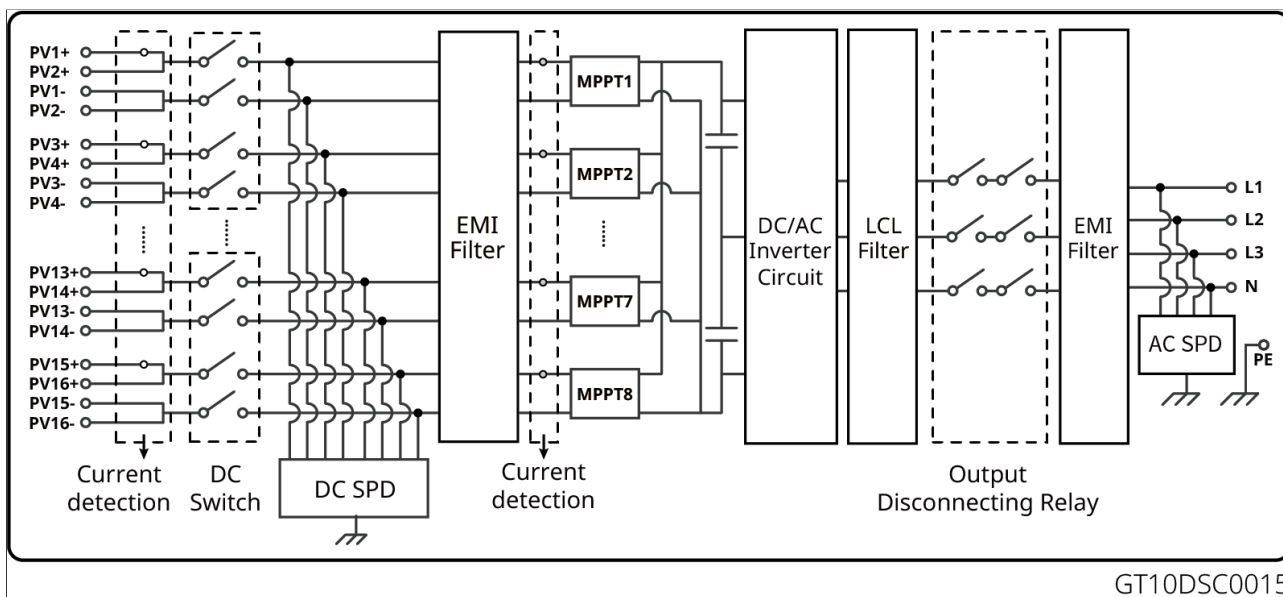 PV1+
PV2+
PV1-
PV2-
PV3+
PV4+
PV3-
PV4-
PV13+
PV14+
PV13-
PV14-
PV15+
PV16+
PV15-
PV16-
Current
detection
DC
Switch
DC SPD
EMI
Filter
Current
detection
MPPT1
MPPT2
MPPT7
MPPT8
DC/AC
Inverter
Circuit
LCL
Filter
Output
Disconnecting Relay
EMI
Filter
L1
L2
L3
N
AC SPD
PE
GT10DSC0015